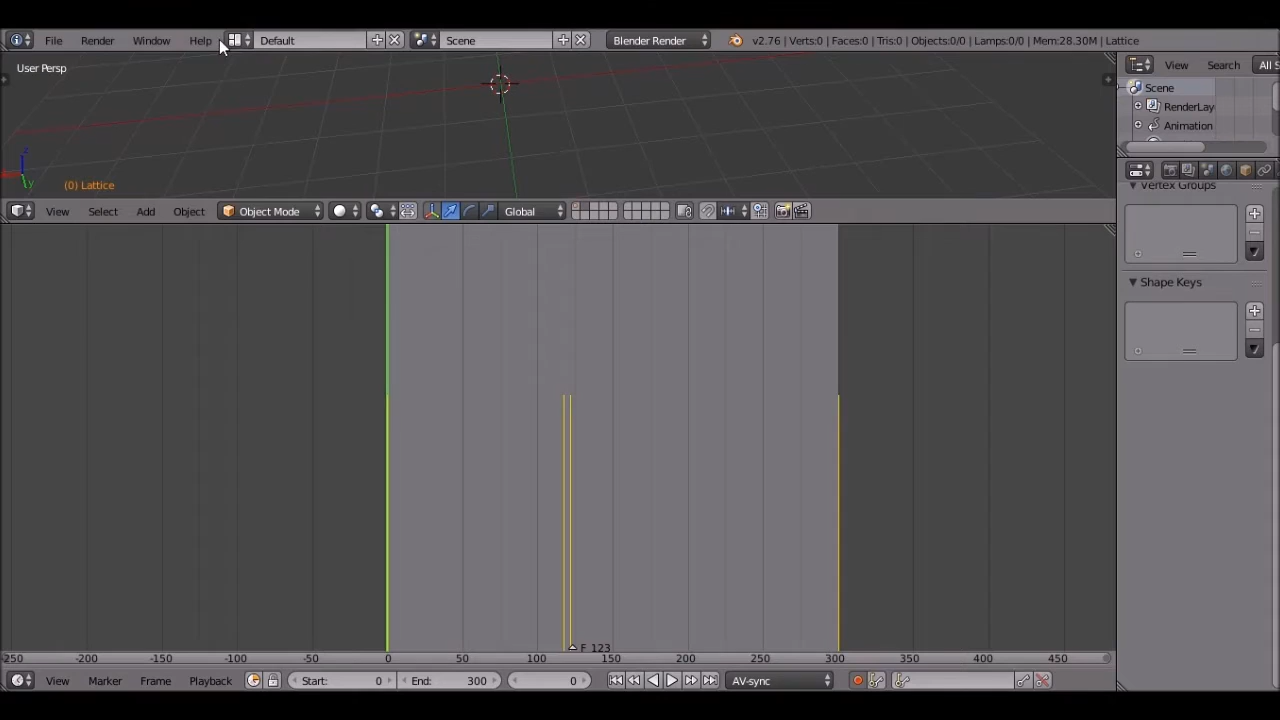 File Render Window Help Default Scene Blender Render v2.76 | Verts:0 | Faces:0 | Tris:0 | Objects:0/0 | Lamps:0/0 | Mem:28.30M | Lattice
User Persp
View Search All S
Scene
RenderLay
Animation
(0) Lattice
Vertex Groups
View Select Add Object Object Mode Global
Shape Keys
F 123
-250 -200 -150 -100 -50 0 50 100 150 200 250 300 350 400 450
View Marker Frame Playback Start: 0 End: 300 0 AV-sync